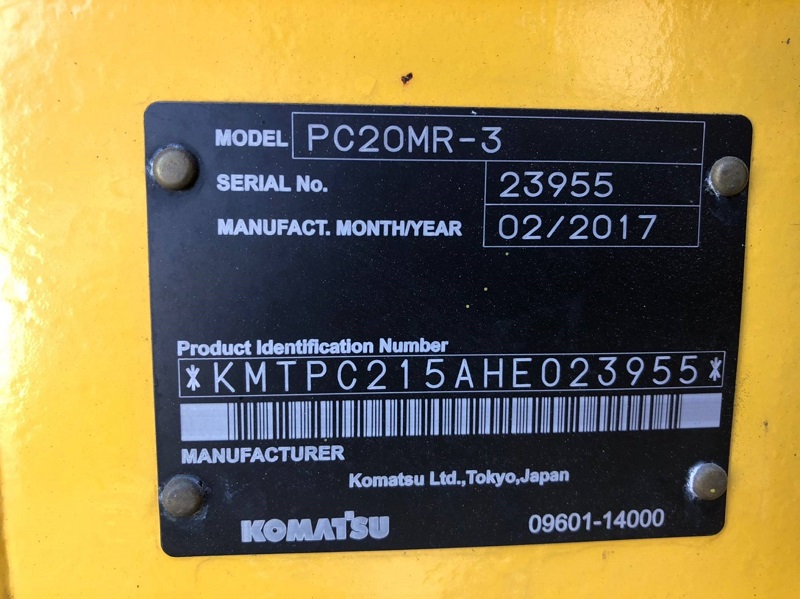 MODEL PC20MR-3
SERIAL No. 23955
MANUFACT. MONTH/YEAR 02/2017
Product Identification Number
*KMTPC215AHE023955*
MANUFACTURER
Komatsu Ltd.,Tokyo,Japan
KOMATSU 09601-14000